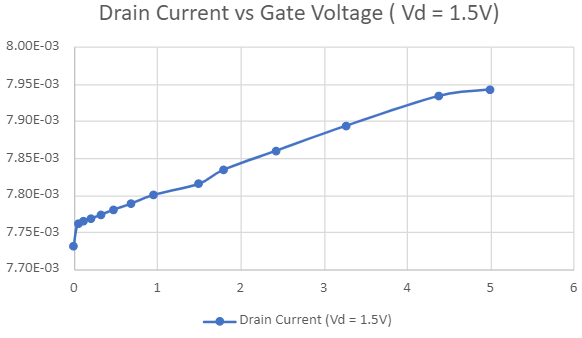 Drain Current vs Gate Voltage ( Vd = 1.5V)
8.00E-03
7.95E-03
7.90E-03
7.85E-03
7.80E-03
7.75E-03
7.70E-03
0 1 2 3 4 5 6
Drain Current (Vd = 1.5V)